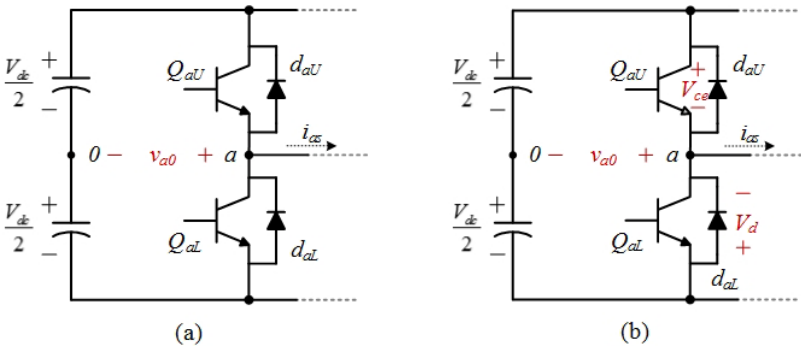 V_dc/2 + −
Q_aU d_aU
0 − v_a0 + a i_as
V_dc/2 + −
Q_aL d_aL
(a)
V_dc/2 + −
Q_aU + V_ce − d_aU
0 − v_a0 + a i_as
V_dc/2 + −
Q_aL − V_d +
d_aL
(b)